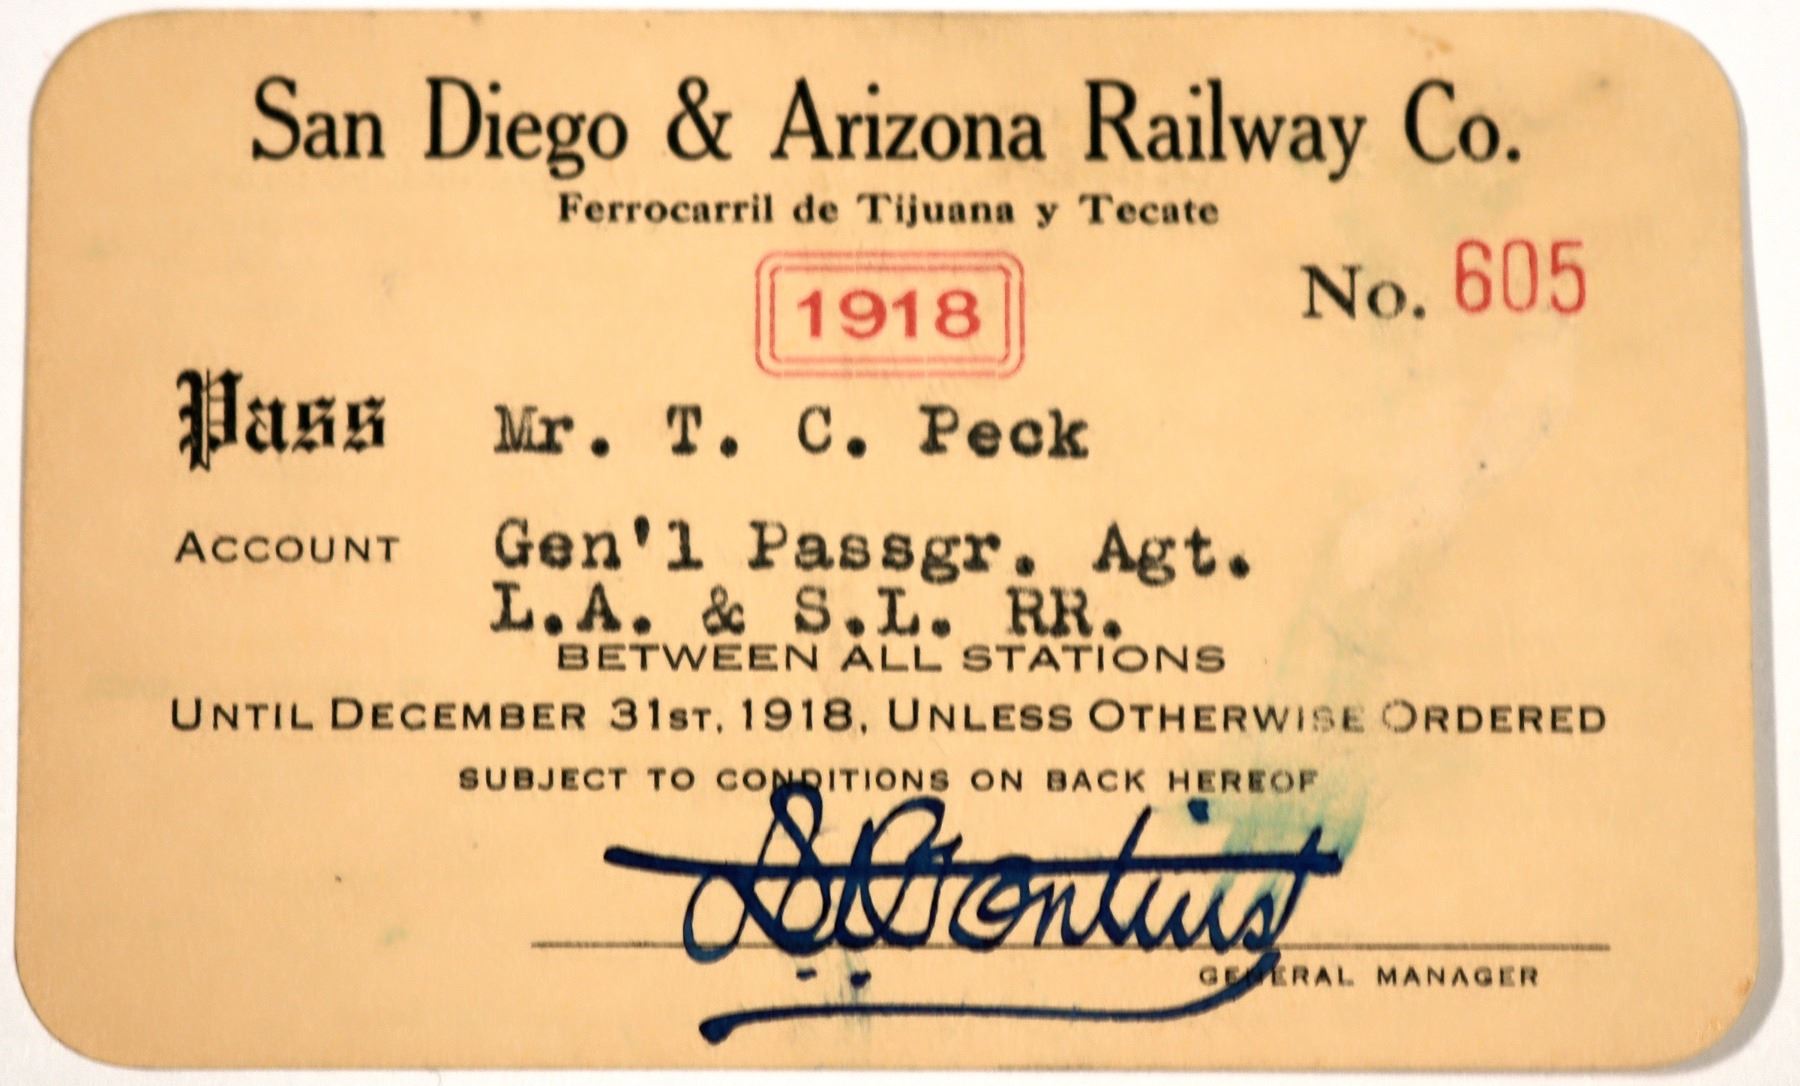 San Diego & Arizona Railway Co.
Ferrocarril de Tijuana y Tecate
1918
No. 605
Pass Mr. T. C. Peck
ACCOUNT Gen'l Passgr. Agt.
L.A. & S.L. RR.
BETWEEN ALL STATIONS
UNTIL DECEMBER 31ST, 1918, UNLESS OTHERWISE ORDERED
SUBJECT TO CONDITIONS ON BACK HEREOF
Pontius
GENERAL MANAGER